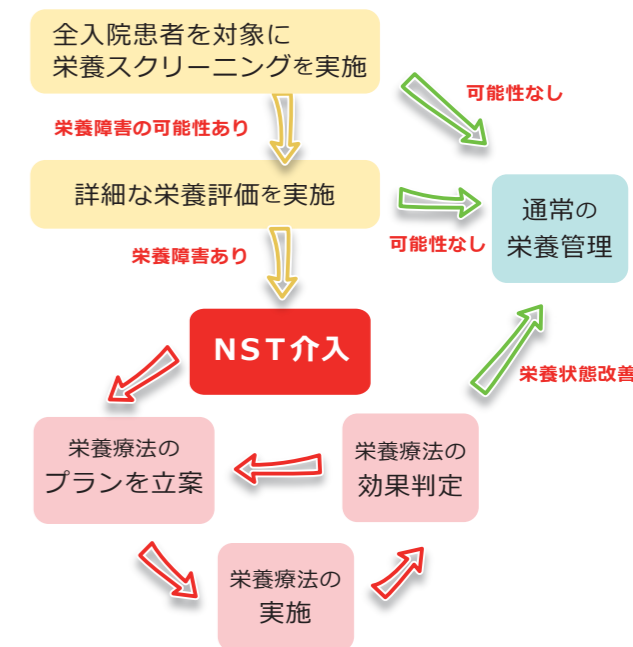 全入院患者を対象に
栄養スクリーニングを実施
可能性なし
栄養障害の可能性あり
詳細な栄養評価を実施
通常の
栄養管理
可能性なし
栄養障害あり
NST介入
栄養状態改善
栄養療法の
プランを立案
栄養療法の
効果判定
栄養療法の
実施